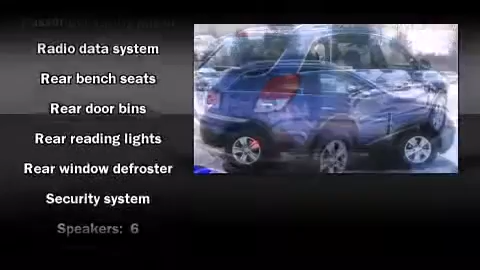 Radio data system
Rear bench seats
Rear door bins
Rear reading lights
Rear window defroster
Security system
Speakers: 6